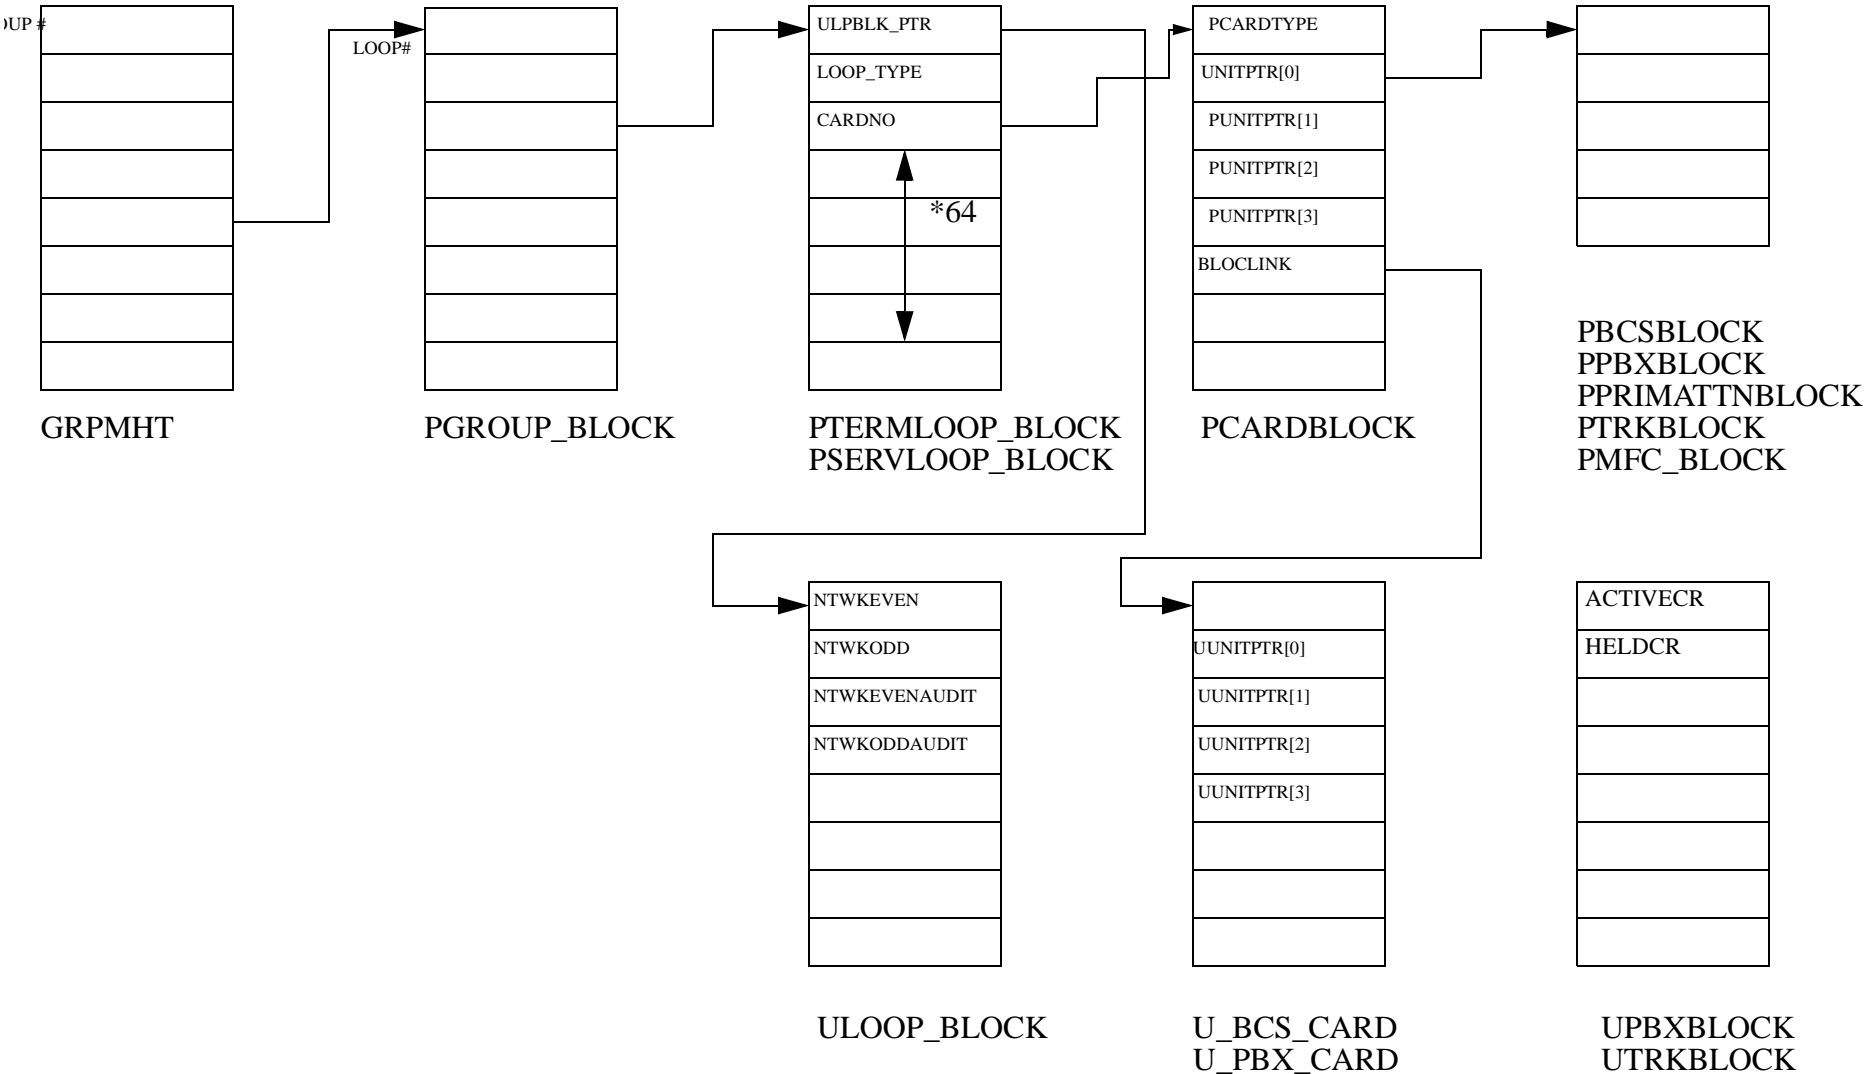 LOOP#
GRPMHT
PGROUP_BLOCK
ULPBLK_PTR
LOOP_TYPE
CARDNO
*64
PTERMLOOP_BLOCK
PSERVLOOP_BLOCK
PCARDTYPE
UNITPTR[0]
PUNITPTR[1]
PUNITPTR[2]
PUNITPTR[3]
BLOCLINK
PCARDBLOCK
PBCSBLOCK
PPBXBLOCK
PPRIMATTNBLOCK
PTRKBLOCK
PMFC_BLOCK
NTWKEVEN
NTWKODD
NTWKEVENAUDIT
NTWKODDAUDIT
ULOOP_BLOCK
UUNITPTR[0]
UUNITPTR[1]
UUNITPTR[2]
UUNITPTR[3]
U_BCS_CARD
U_PBX_CARD
ACTIVECR
HELDCR
UPBXBLOCK
UTRKBLOCK